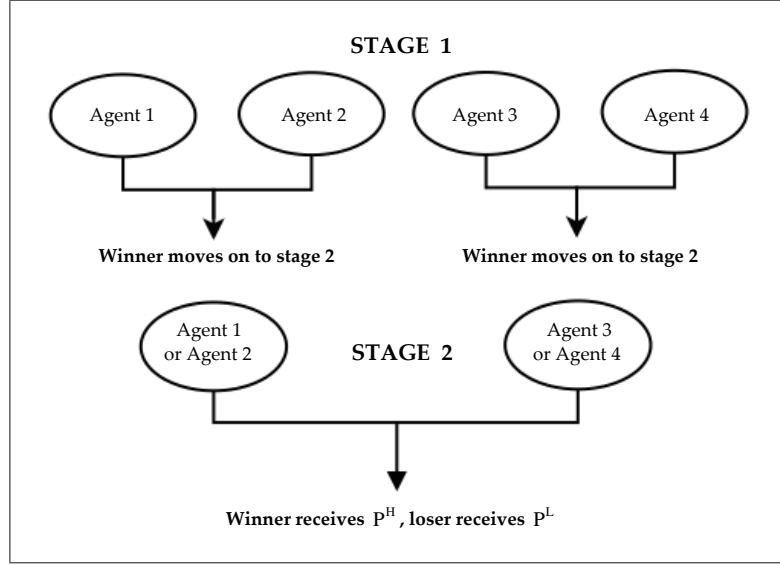 STAGE 1
Agent 1
Agent 2
Agent 3
Agent 4
Winner moves on to stage 2
Winner moves on to stage 2
Agent 1
or Agent 2
STAGE 2
Agent 3
or Agent 4
Winner receives P^H, loser receives P^L